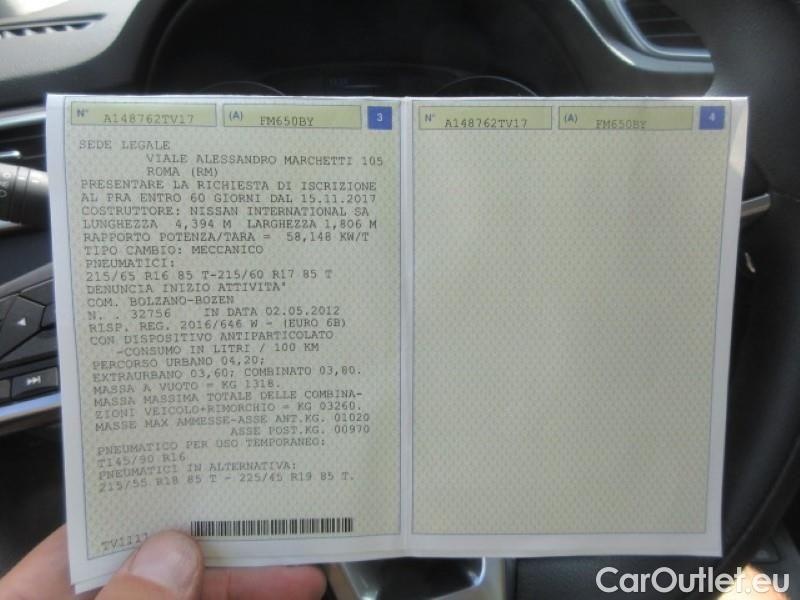 N° A148762TV17 (A) FM650BY 3
SEDE LEGALE
VIALE ALESSANDRO MARCHETTI 105
ROMA (RM)
PRESENTARE LA RICHIESTA DI ISCRIZIONE
AL PRA ENTRO 60 GIORNI DAL 15.11.2017
COSTRUTTORE: NISSAN INTERNATIONAL SA
LUNGHEZZA 4,394 M LARGHEZZA 1,806 M
RAPPORTO POTENZA/TARA = 58,148 KW/T
TIPO CAMBIO: MECCANICO
PNEUMATICI:
215/65 R16 85 T-215/60 R17 85 T
DENUNCIA INIZIO ATTIVITA'
COM. BOLZANO-BOZEN
N. . 32756 IN DATA 02.05.2012
RISP. REG. 2016/646 W - (EURO 6B)
CON DISPOSITIVO ANTIPARTICOLATO
-CONSUMO IN LITRI / 100 KM
PERCORSO URBANO 04,20;
EXTRAURBANO 03,60; COMBINATO 03,80.
MASSA A VUOTO = KG 1318.
MASSA MASSIMA TOTALE DELLE COMBINA-
ZIONI VEICOLO+RIMORCHIO = KG 03260.
MASSE MAX AMMESSE-ASSE ANT.KG. 01020
ASSE POST.KG. 00970
PNEUMATICO PER USO TEMPORANEO:
T145/90 R16
PNEUMATICI IN ALTERNATIVA:
215/55 R18 85 T - 225/45 R19 85 T.
N° A148762TV17 (A) FM650BY 4
CarOutlet.eu